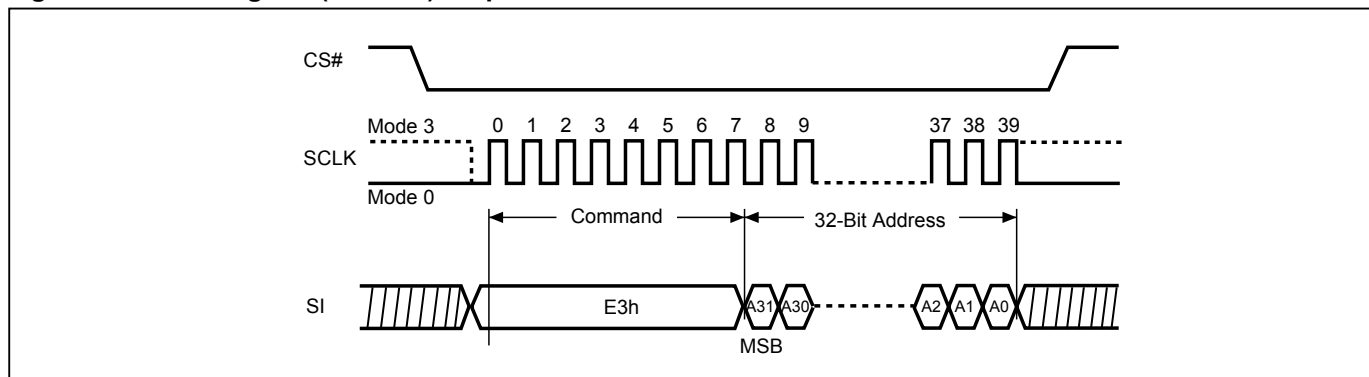 CS#
Mode 3
0 1 2 3 4 5 6 7 8 9 37 38 39
SCLK
Mode 0
Command
32-Bit Address
SI
E3h
A31 A30 A2 A1 A0
MSB